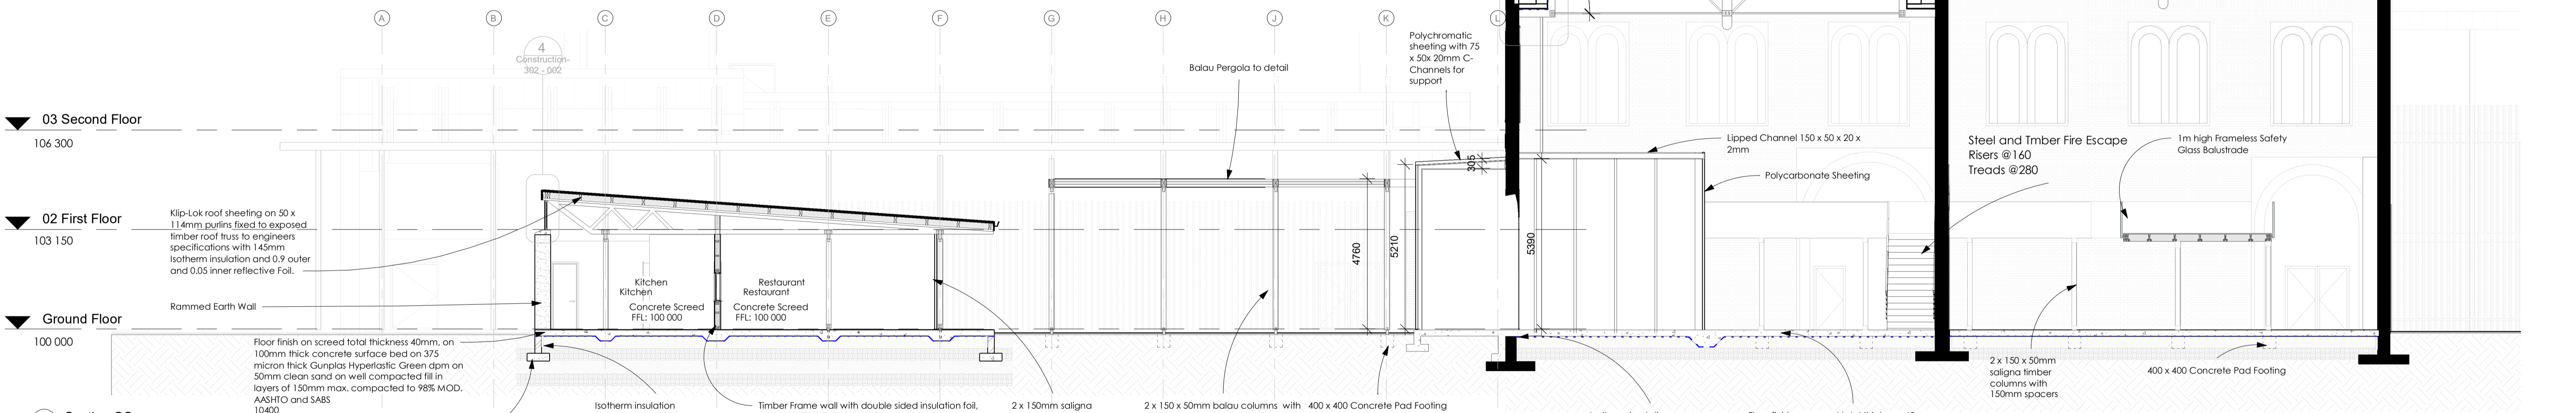 A
B
C
D
E
F
G
H
J
K
L
4
Construction-
302 - 002
Polychromatic
sheeting with 75
x 50x 20mm C-
Channels for
support
Balau Pergola to detail
03 Second Floor
106 300
Lipped Channel 150 x 50 x 20 x
2mm
Steel and Tmber Fire Escape
Risers @160
Treads @280
1m high Frameless Safety
Glass Balustrade
305
Polycarbonate Sheeting
02 First Floor
103 150
Klip-Lok roof sheeting on 50 x
114mm purlins fixed to exposed
timber roof truss to engineers
specifications with 145mm
Isotherm insulation and 0.9 outer
and 0.05 inner reflective Foil.
4760
5210
5390
Kitchen
Kitchen
Restaurant
Restaurant
Rammed Earth Wall
Concrete Screed
FFL: 100 000
Concrete Screed
FFL: 100 000
Ground Floor
100 000
Floor finish on screed total thickness 40mm, on
100mm thick concrete surface bed on 375
micron thick Gunplas Hyperlastic Green dpm on
50mm clean sand on well compacted fill in
layers of 150mm max. compacted to 98% MOD.
AASHTO and SABS
10400
Isotherm insulation
Timber Frame wall with double sided insulation foil,
2 x 150mm saligna
2 x 150 x 50mm balau columns with
400 x 400 Concrete Pad Footing
2 x 150 x 50mm
saligna timber
columns with
150mm spacers
400 x 400 Concrete Pad Footing